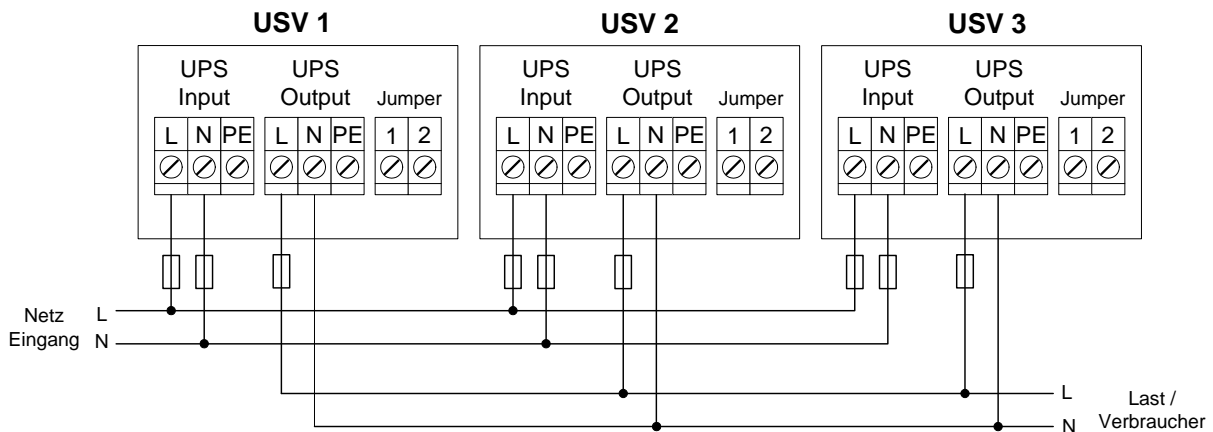 USV 1
USV 2
USV 3
UPS Input
UPS Output
Jumper
L N PE
L N PE
1 2
UPS Input
UPS Output
Jumper
L N PE
L N PE
1 2
UPS Input
UPS Output
Jumper
L N PE
L N PE
1 2
Netz
Eingang
L
N
L
N
Last /
Verbraucher